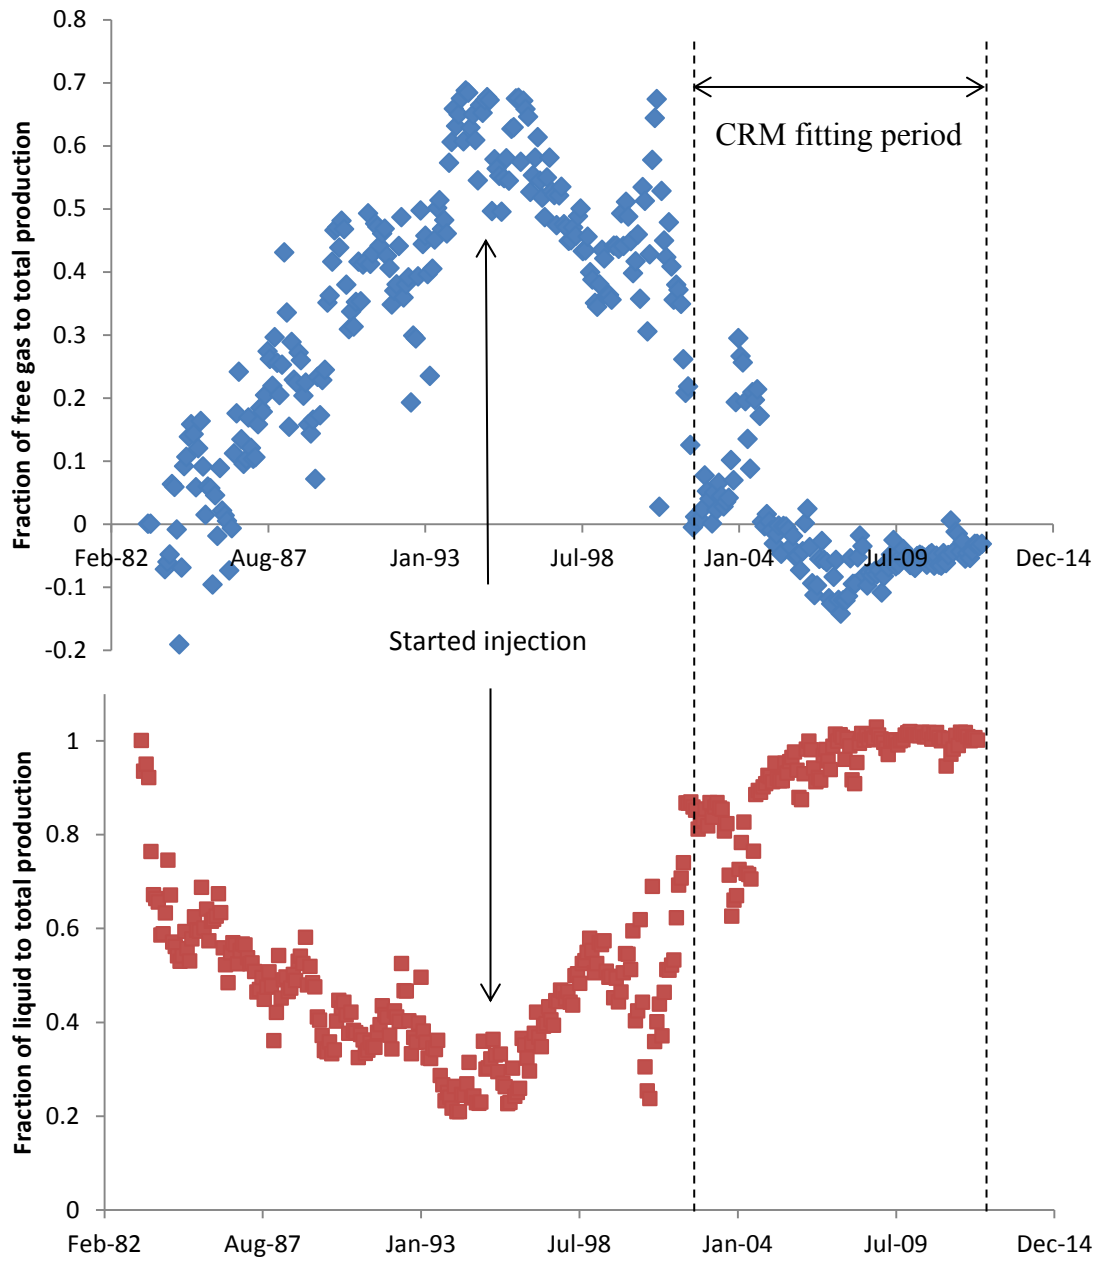 Fraction of free gas to total production
0.8
0.7
0.6
0.5
0.4
0.3
0.2
0.1
0
-0.1
-0.2
Feb-82 Aug-87 Jan-93 Jul-98 Jan-04 Jul-09 Dec-14
CRM fitting period
Started injection
Fraction of liquid to total production
1
0.8
0.6
0.4
0.2
0
Feb-82 Aug-87 Jan-93 Jul-98 Jan-04 Jul-09 Dec-14